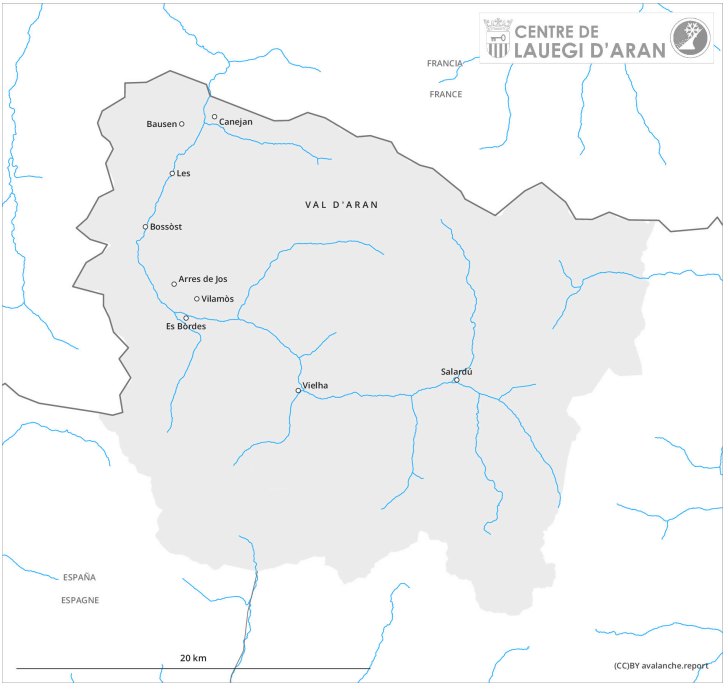 CENTRE DE
LAUEGI D'ARAN
FRANCIA
FRANCE
Bausen
Canejan
Les
VAL D'ARAN
Bossòst
Arres de Jos
Vilamòs
Es Bòrdes
Salardú
Vielha
ESPAÑA
ESPAGNE
20 km
(CC)BY avalanche.report